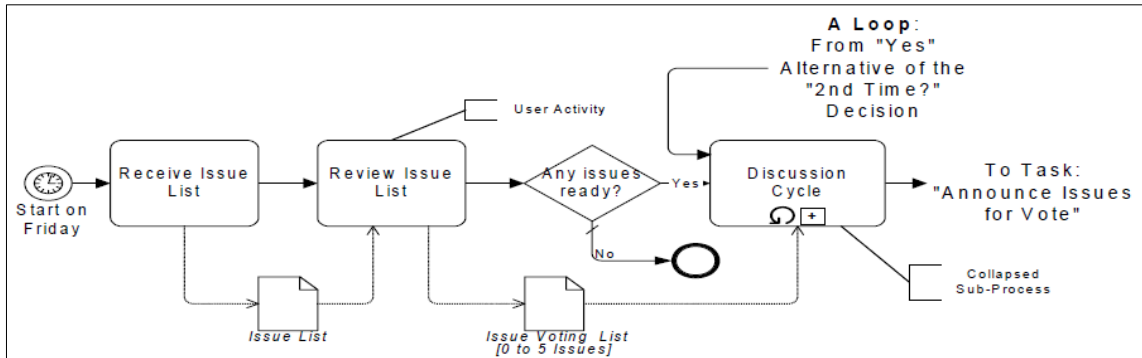 A Loop:
From "Yes"
Alternative of the
"2nd Time?"
Decision
User Activity
Start on
Friday
Receive Issue
List
Review Issue
List
Any issues
ready?
Yes
No
Discussion
Cycle
+
To Task:
"Announce Issues
for Vote"
Issue List
Issue Voting List
[0 to 5 Issues]
Collapsed
Sub-Process